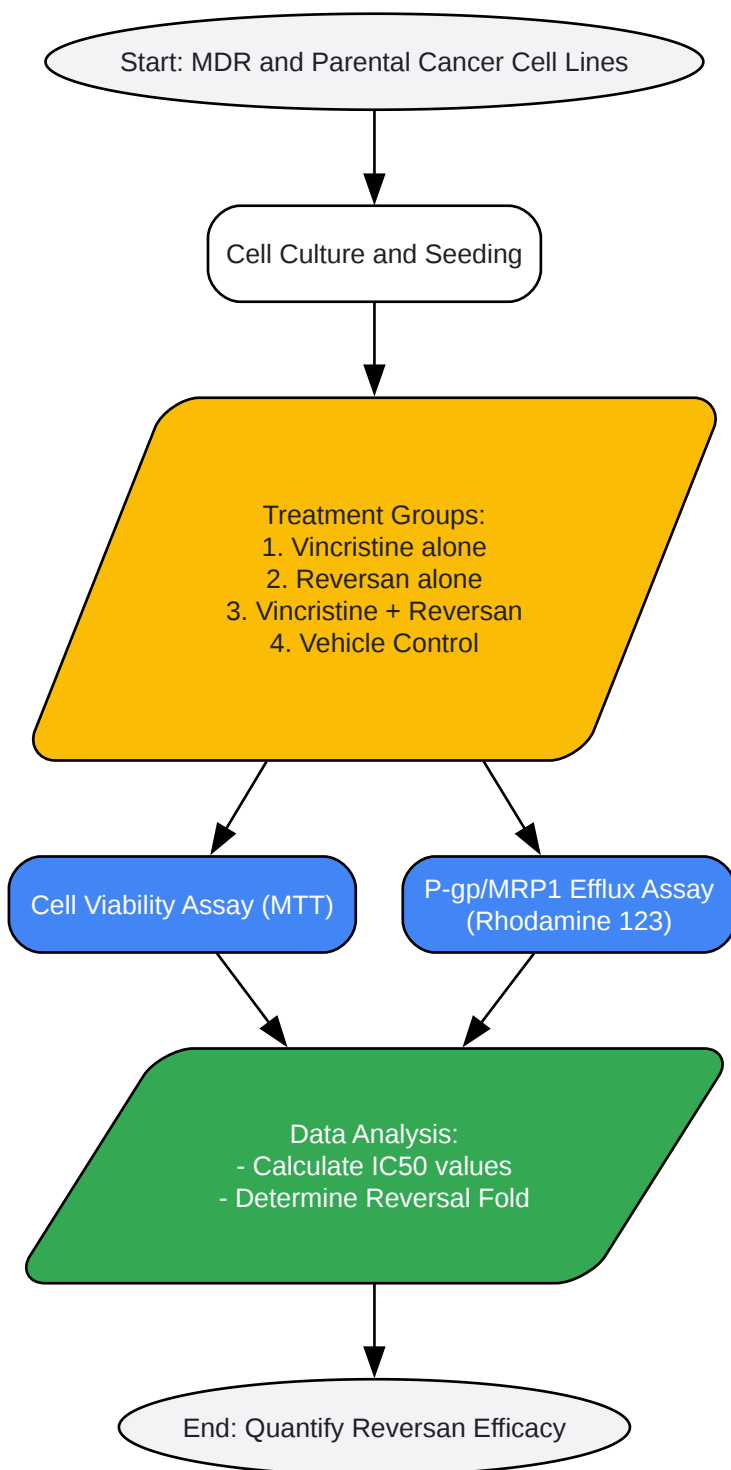 Start: MDR and Parental Cancer Cell Lines
Cell Culture and Seeding
Treatment Groups:
1. Vincristine alone
2. Reversan alone
3. Vincristine + Reversan
4. Vehicle Control
Cell Viability Assay (MTT)
P-gp/MRP1 Efflux Assay
(Rhodamine 123)
Data Analysis:
- Calculate IC50 values
- Determine Reversal Fold
End: Quantify Reversan Efficacy